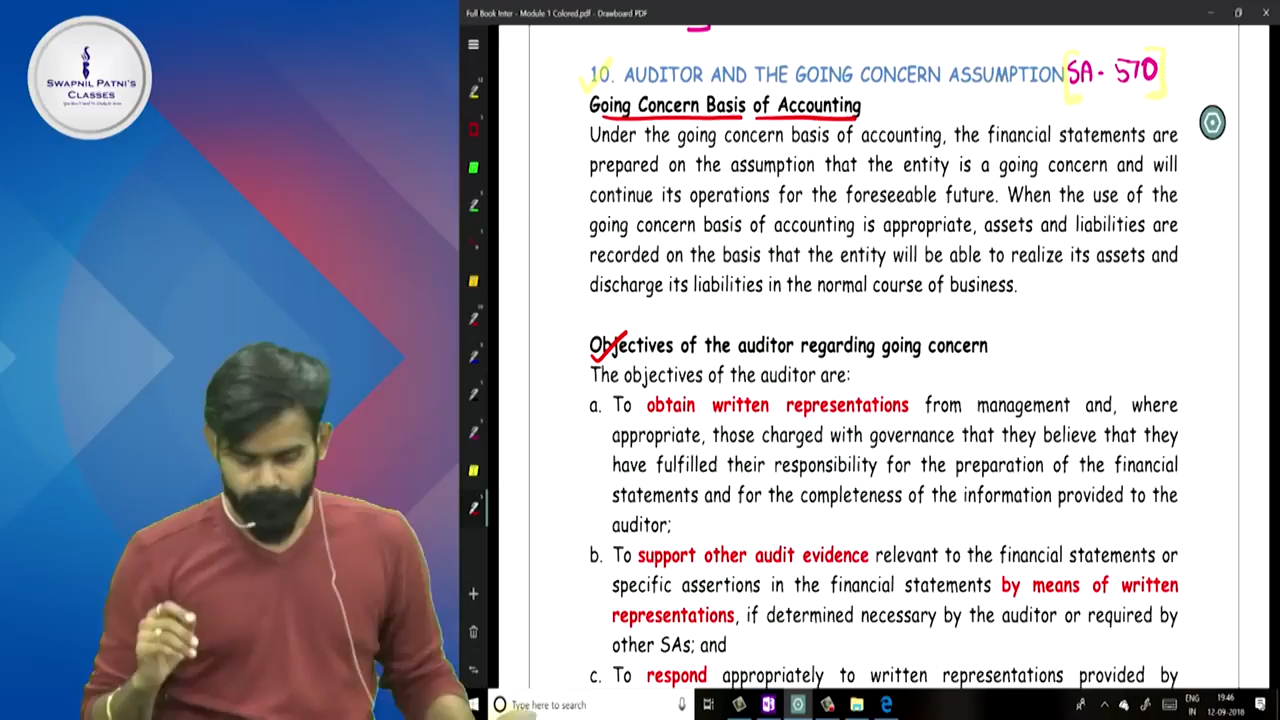 Full Book Inter - Module 1 Colored.pdf - Drawboard PDF
SWAPNIL PATNI'S
CLASSES
10. AUDITOR AND THE GOING CONCERN ASSUMPTION [SA - 570]
Going Concern Basis of Accounting
Under the going concern basis of accounting, the financial statements are
prepared on the assumption that the entity is a going concern and will
continue its operations for the foreseeable future. When the use of the
going concern basis of accounting is appropriate, assets and liabilities are
recorded on the basis that the entity will be able to realize its assets and
discharge its liabilities in the normal course of business.
Objectives of the auditor regarding going concern
The objectives of the auditor are:
a. To obtain written representations from management and, where
appropriate, those charged with governance that they believe that they
have fulfilled their responsibility for the preparation of the financial
statements and for the completeness of the information provided to the
auditor;
b. To support other audit evidence relevant to the financial statements or
specific assertions in the financial statements by means of written
representations, if determined necessary by the auditor or required by
other SAs; and
c. To respond appropriately to written representations provided by
Type here to search
ENG
IN
19:46
12-09-2018